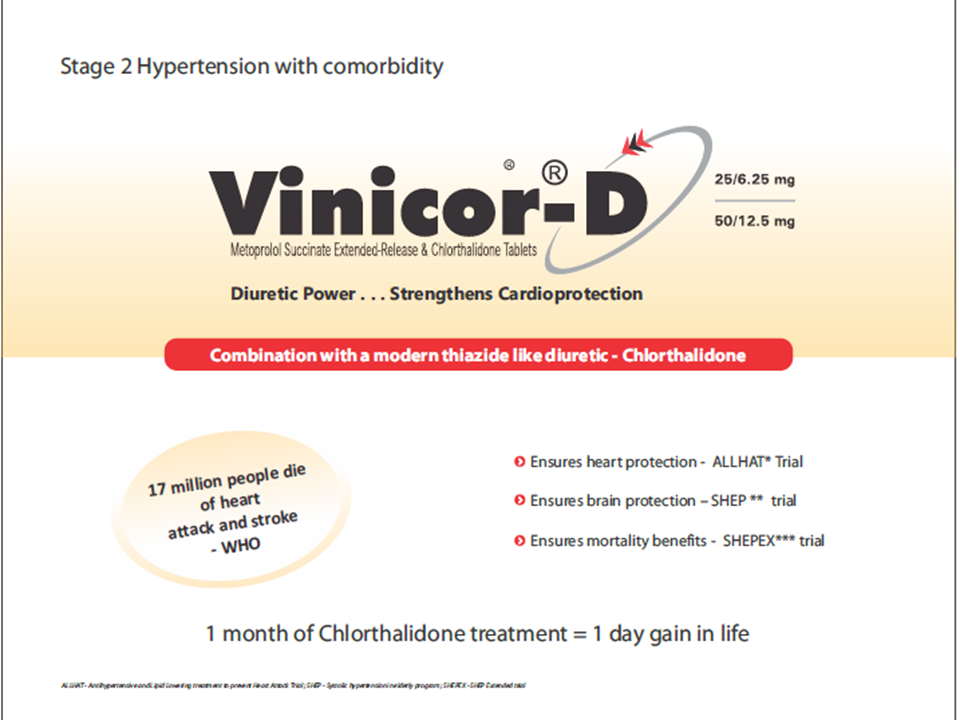 Stage 2 Hypertension with comorbidity
Vinicor®-D®
25/6.25 mg
50/12.5 mg
Metoprolol Succinate Extended-Release & Chlorthalidone Tablets
Diuretic Power . . . Strengthens Cardioprotection
Combination with a modern thiazide like diuretic - Chlorthalidone
17 million people die
of heart
attack and stroke
- WHO
Ensures heart protection - ALLHAT* Trial
Ensures brain protection – SHEP ** trial
Ensures mortality benefits - SHEPEX*** trial
1 month of Chlorthalidone treatment = 1 day gain in life
ALLHAT - Antihypertensive and Lipid Lowering treatment to prevent Heart Attack Trial ; SHEP - Systolic hypertension in elderly program ; SHEPEX - SHEP Extended trial